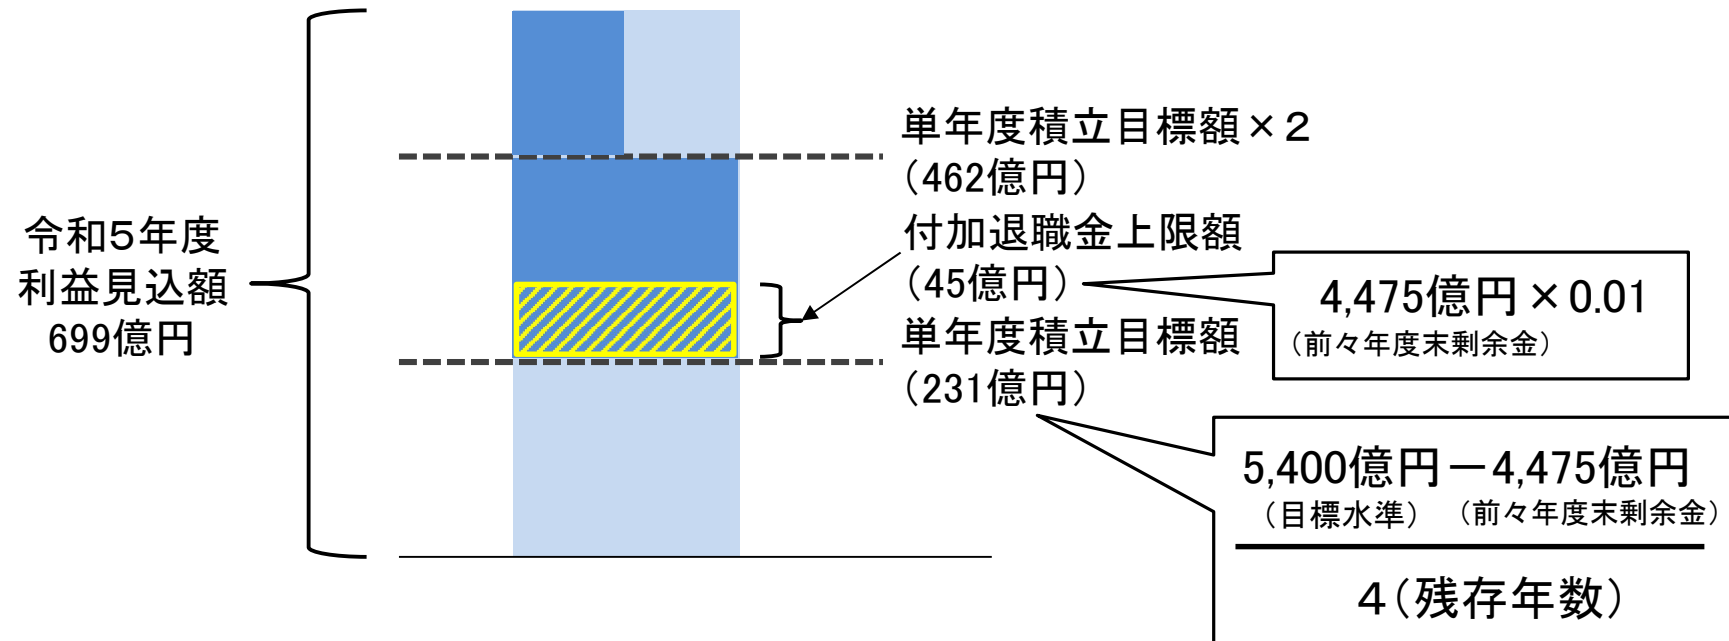 令和5年度
利益見込額
699億円
単年度積立目標額×2
(462億円)
付加退職金上限額
(45億円)
単年度積立目標額
(231億円)
4,475億円×0.01
(前々年度末剰余金)
5,400億円－4,475億円
(目標水準) (前々年度末剰余金)
4(残存年数)